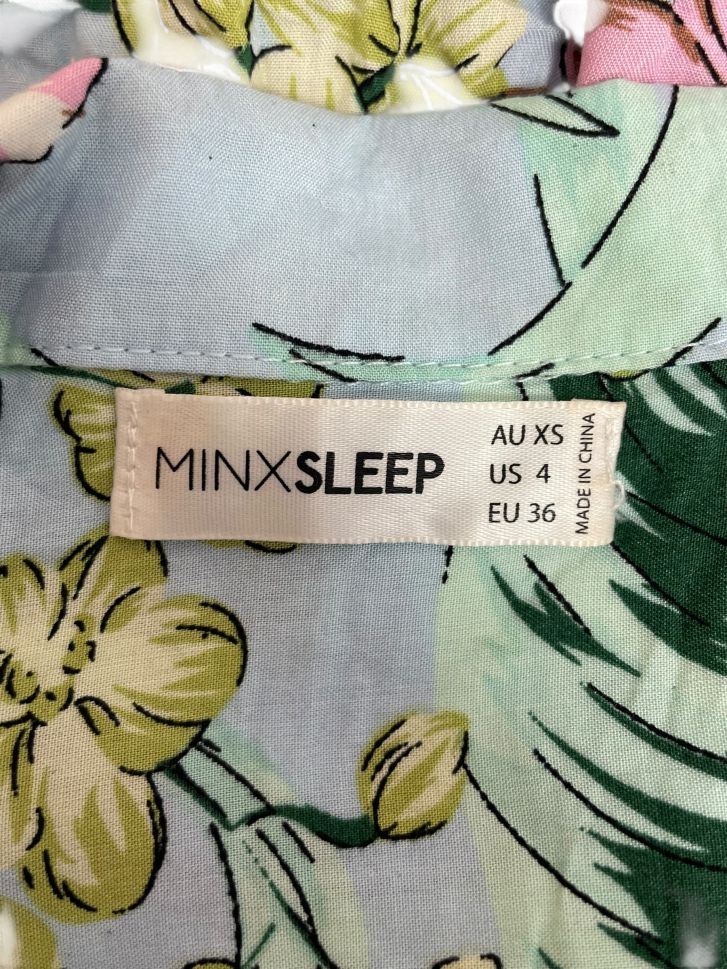 MINXSLEEP
AU XS
US 4
EU 36
MADE IN CHINA